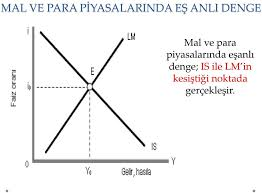 MAL VE PARA PİYASALARINDA EŞ ANLI DENGE
i
LM
Mal ve para
piyasalarında eşanlı
denge; IS ile LM'in
kesiştiği noktada
gerçekleşir.
E
i₀
Faiz oranı
IS
0
Y₀
Gelir, hasıla
Y